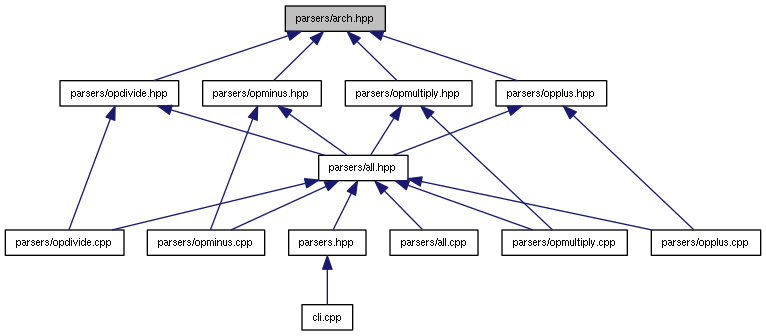 parsers/arch.hpp
parsers/opdivide.hpp
parsers/opminus.hpp
parsers/opmultiply.hpp
parsers/opplus.hpp
parsers/all.hpp
parsers/opdivide.cpp
parsers/opminus.cpp
parsers.hpp
parsers/all.cpp
parsers/opmultiply.cpp
parsers/opplus.cpp
cli.cpp